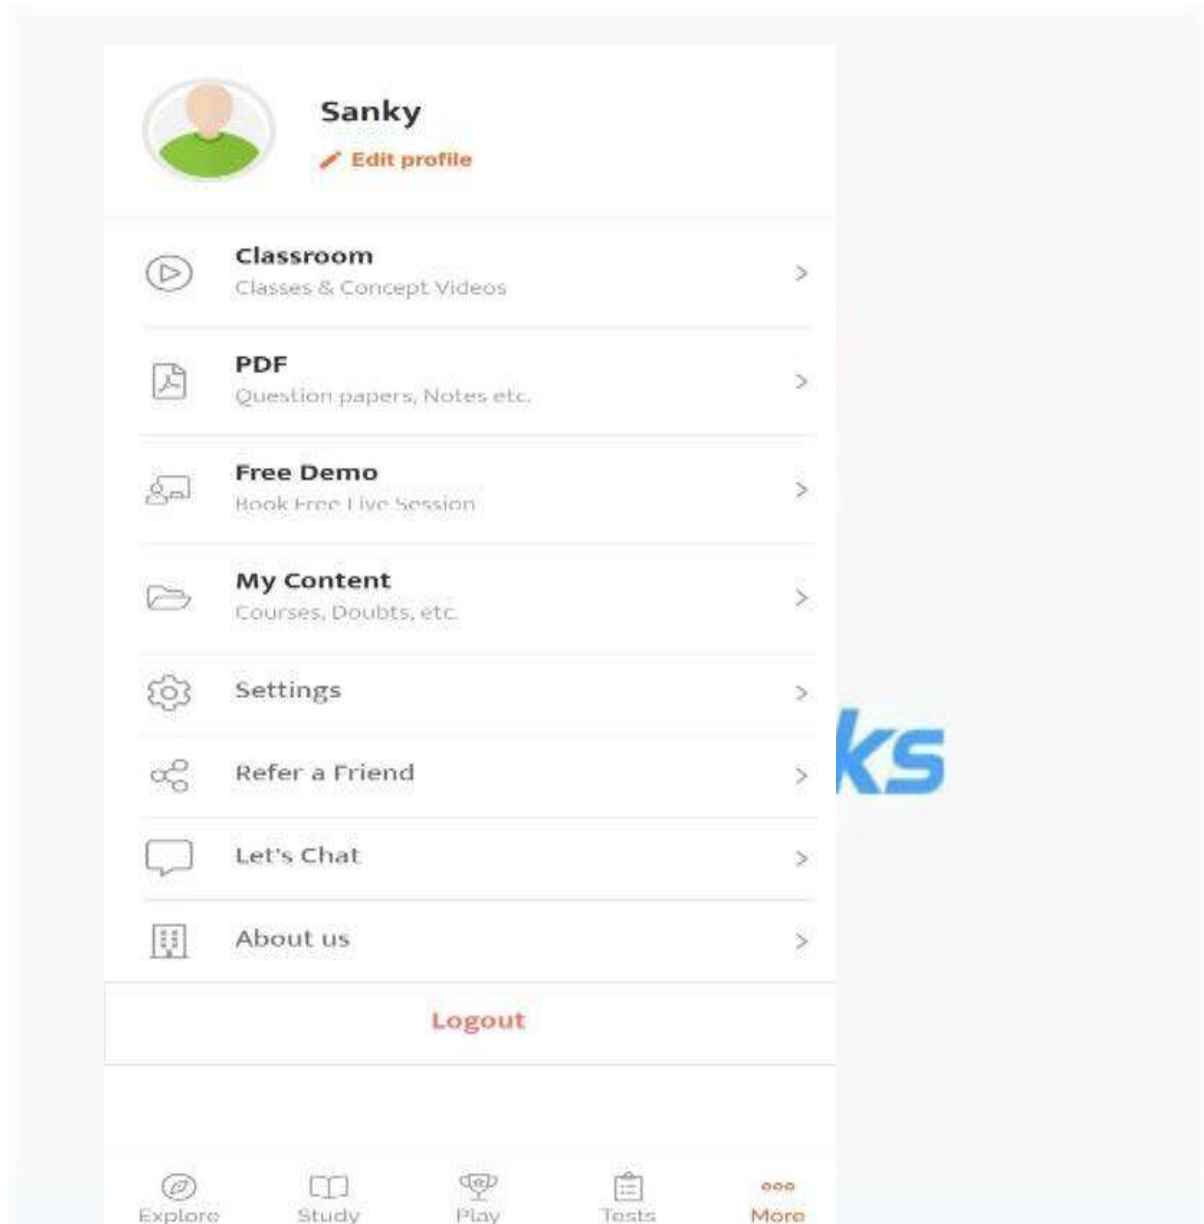 Sanky
Edit profile
Classroom
Classes & Concept Videos
PDF
Question papers, Notes etc.
Free Demo
Book Free Live Session
My Content
Courses, Doubts, etc.
Settings
ks
Refer a Friend
Let's Chat
About us
Logout
Explore
Study
Play
Tests
More